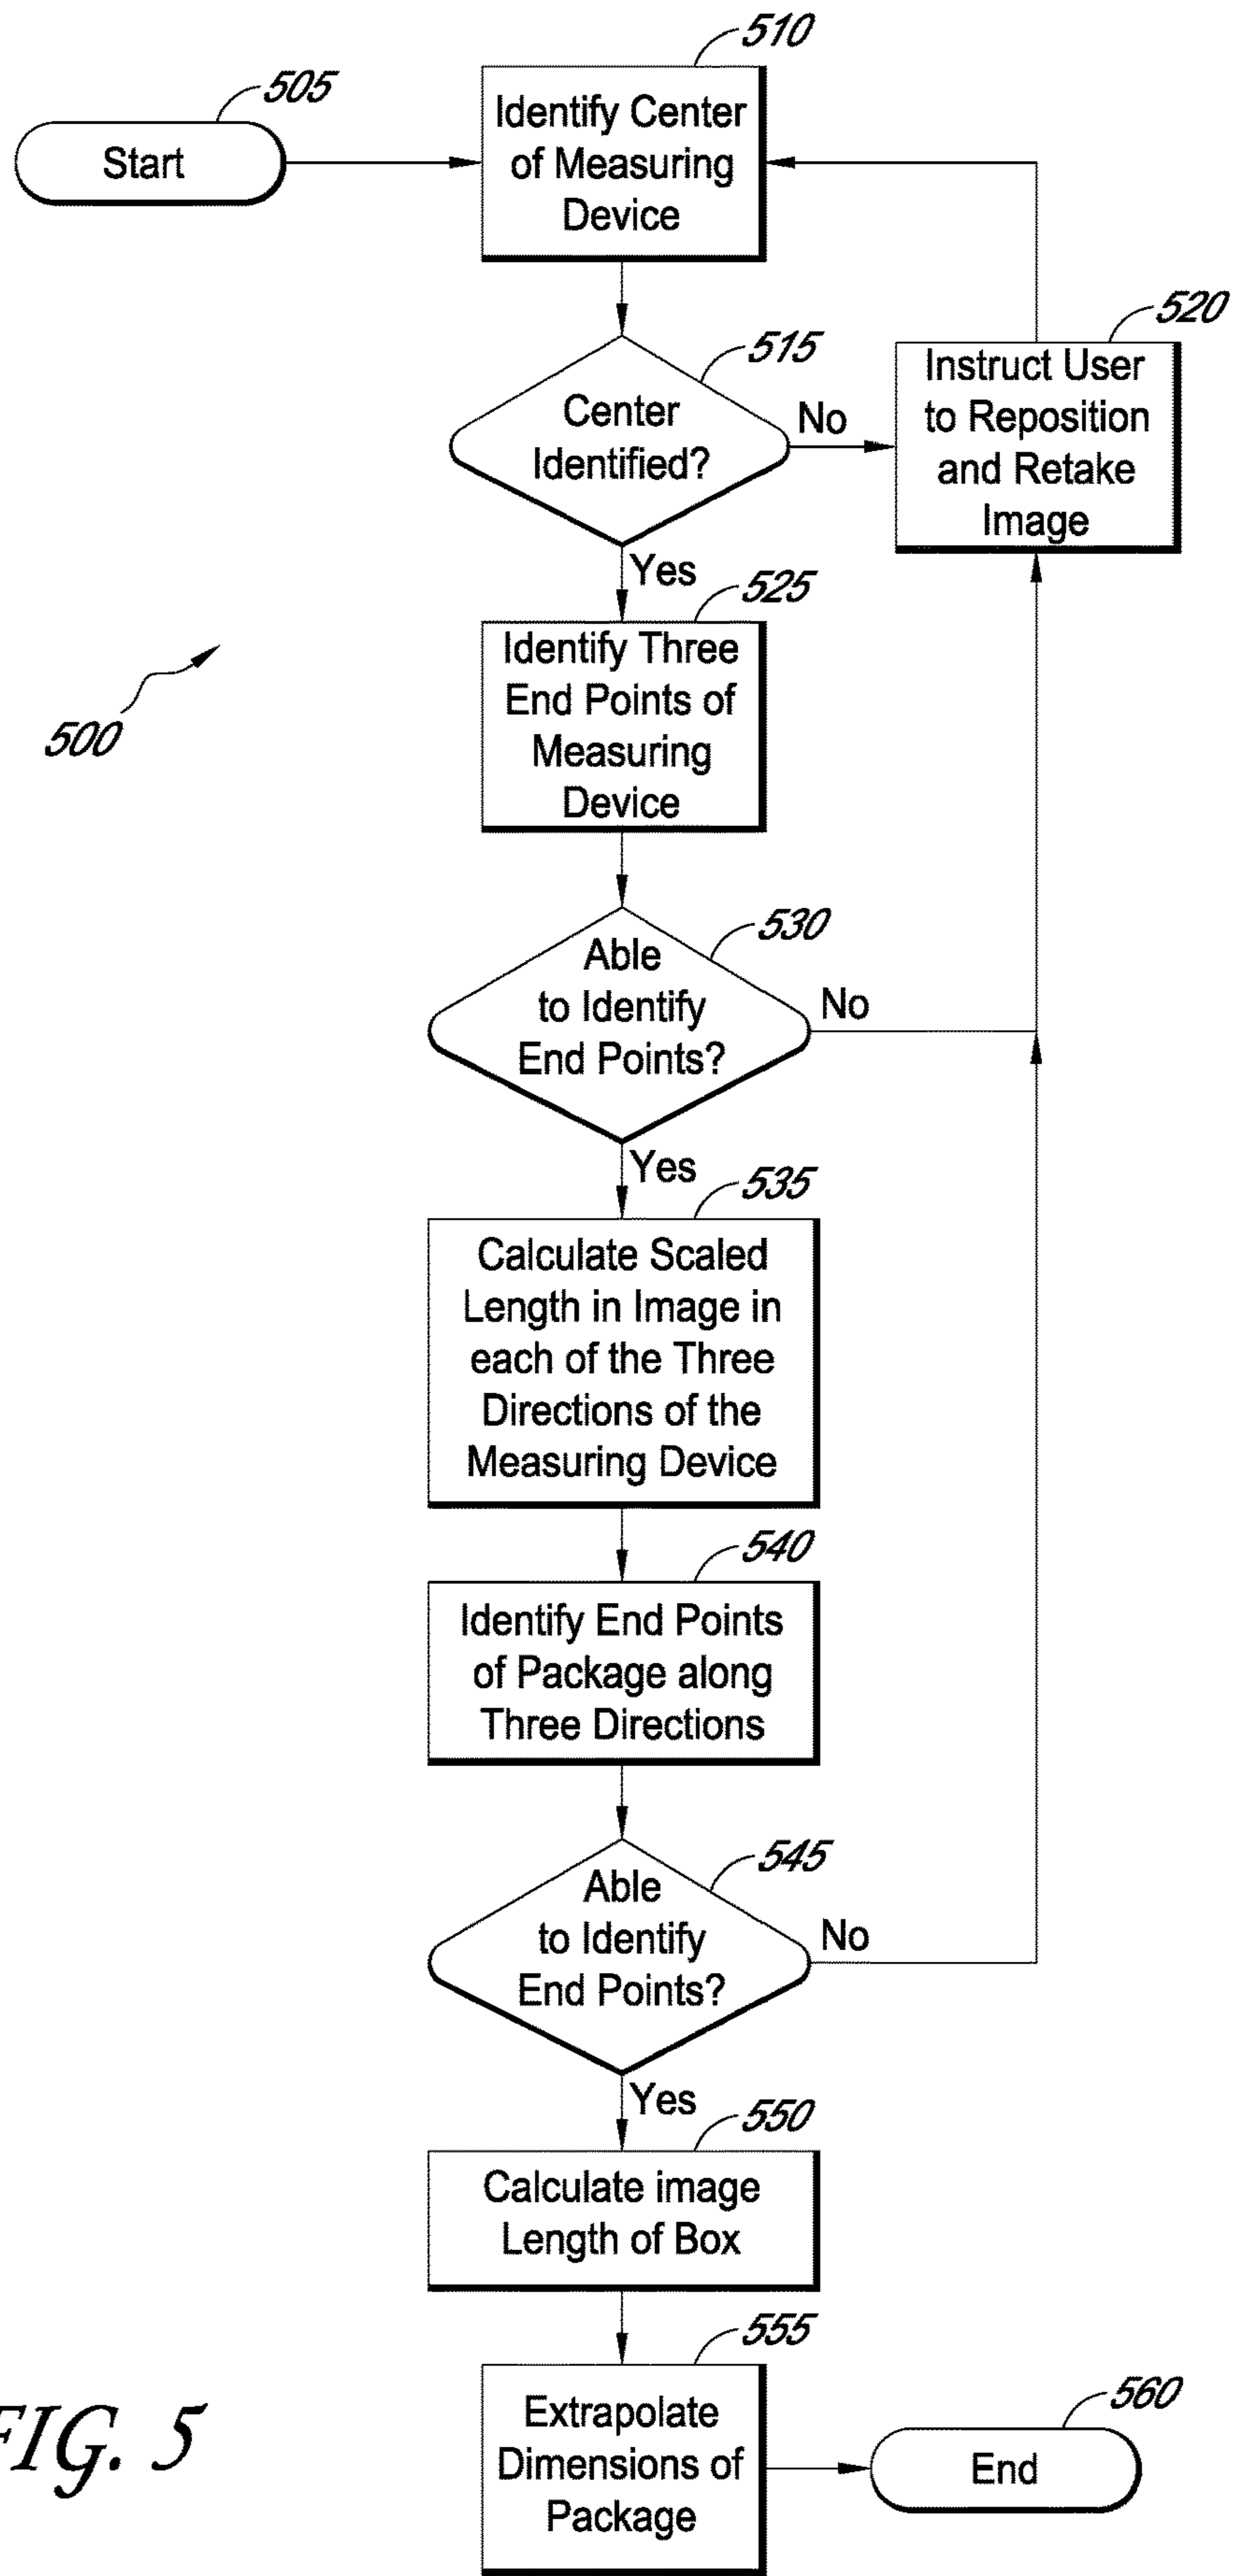 510
505
Start
Identify Center
of Measuring
Device
520
515
Center
Identified?
No
Instruct User
to Reposition
and Retake
Image
Yes
525
Identify Three
End Points of
Measuring
Device
500
530
Able
to Identify
End Points?
No
Yes
535
Calculate Scaled
Length in Image in
each of the Three
Directions of the
Measuring Device
540
Identify End Points
of Package along
Three Directions
545
Able
to Identify
End Points?
No
Yes
550
Calculate image
Length of Box
555
Extrapolate
Dimensions of
Package
560
End
FIG. 5